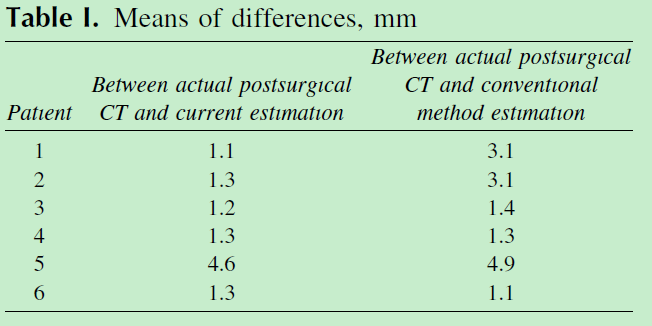 Table I. Means of differences, mm
Between actual postsurgical CT and current estimation
Between actual postsurgical CT and conventional method estimation
Patient
1 1.1 3.1
2 1.3 3.1
3 1.2 1.4
4 1.3 1.3
5 4.6 4.9
6 1.3 1.1